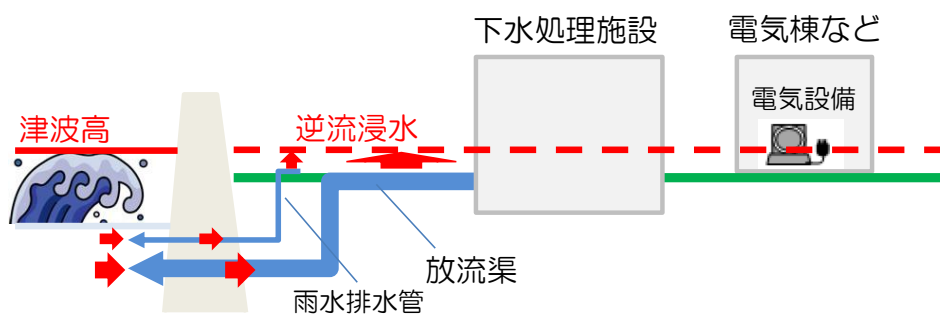 下水処理施設
電気棟など
電気設備
津波高
逆流浸水
放流渠
雨水排水管